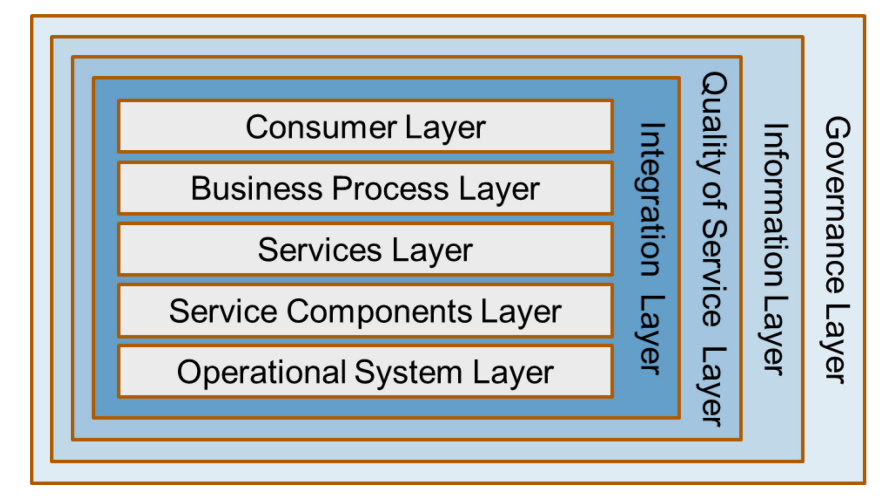 Consumer Layer
Business Process Layer
Services Layer
Service Components Layer
Operational System Layer
Integration Layer
Quality of Service Layer
Information Layer
Governance Layer